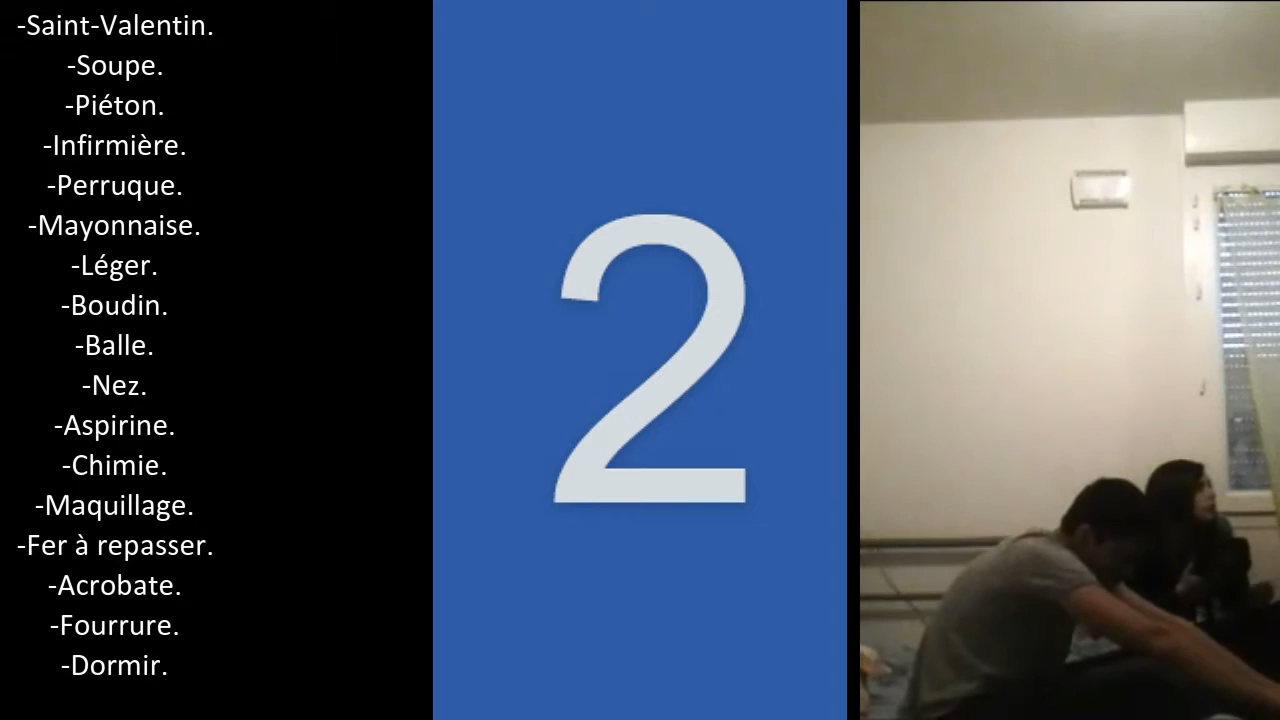 -Saint-Valentin.
-Soupe.
-Piéton.
-Infirmière.
-Perruque.
-Mayonnaise.
-Léger.
-Boudin.
-Balle.
-Nez.
-Aspirine.
-Chimie.
-Maquillage.
-Fer à repasser.
-Acrobate.
-Fourrure.
-Dormir.
2